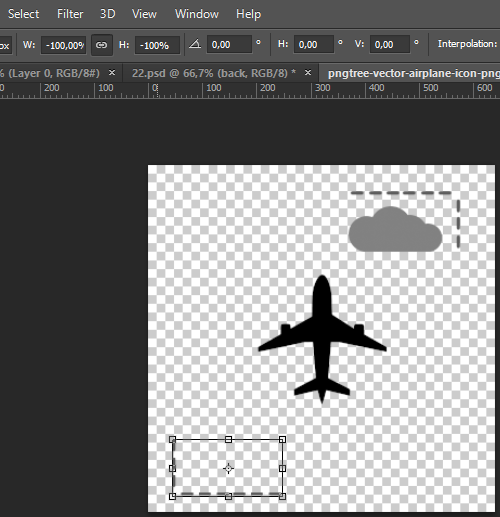 Select Filter 3D View Window Help
px W: -100,00% H: -100% 0,00 ° H: 0,00 ° V: 0,00 ° Interpolation:
% (Layer 0, RGB/8#) × 22.psd @ 66,7% (back, RGB/8) * × pngtree-vector-airplane-icon-png
200 100 0 100 200 300 400 500 600